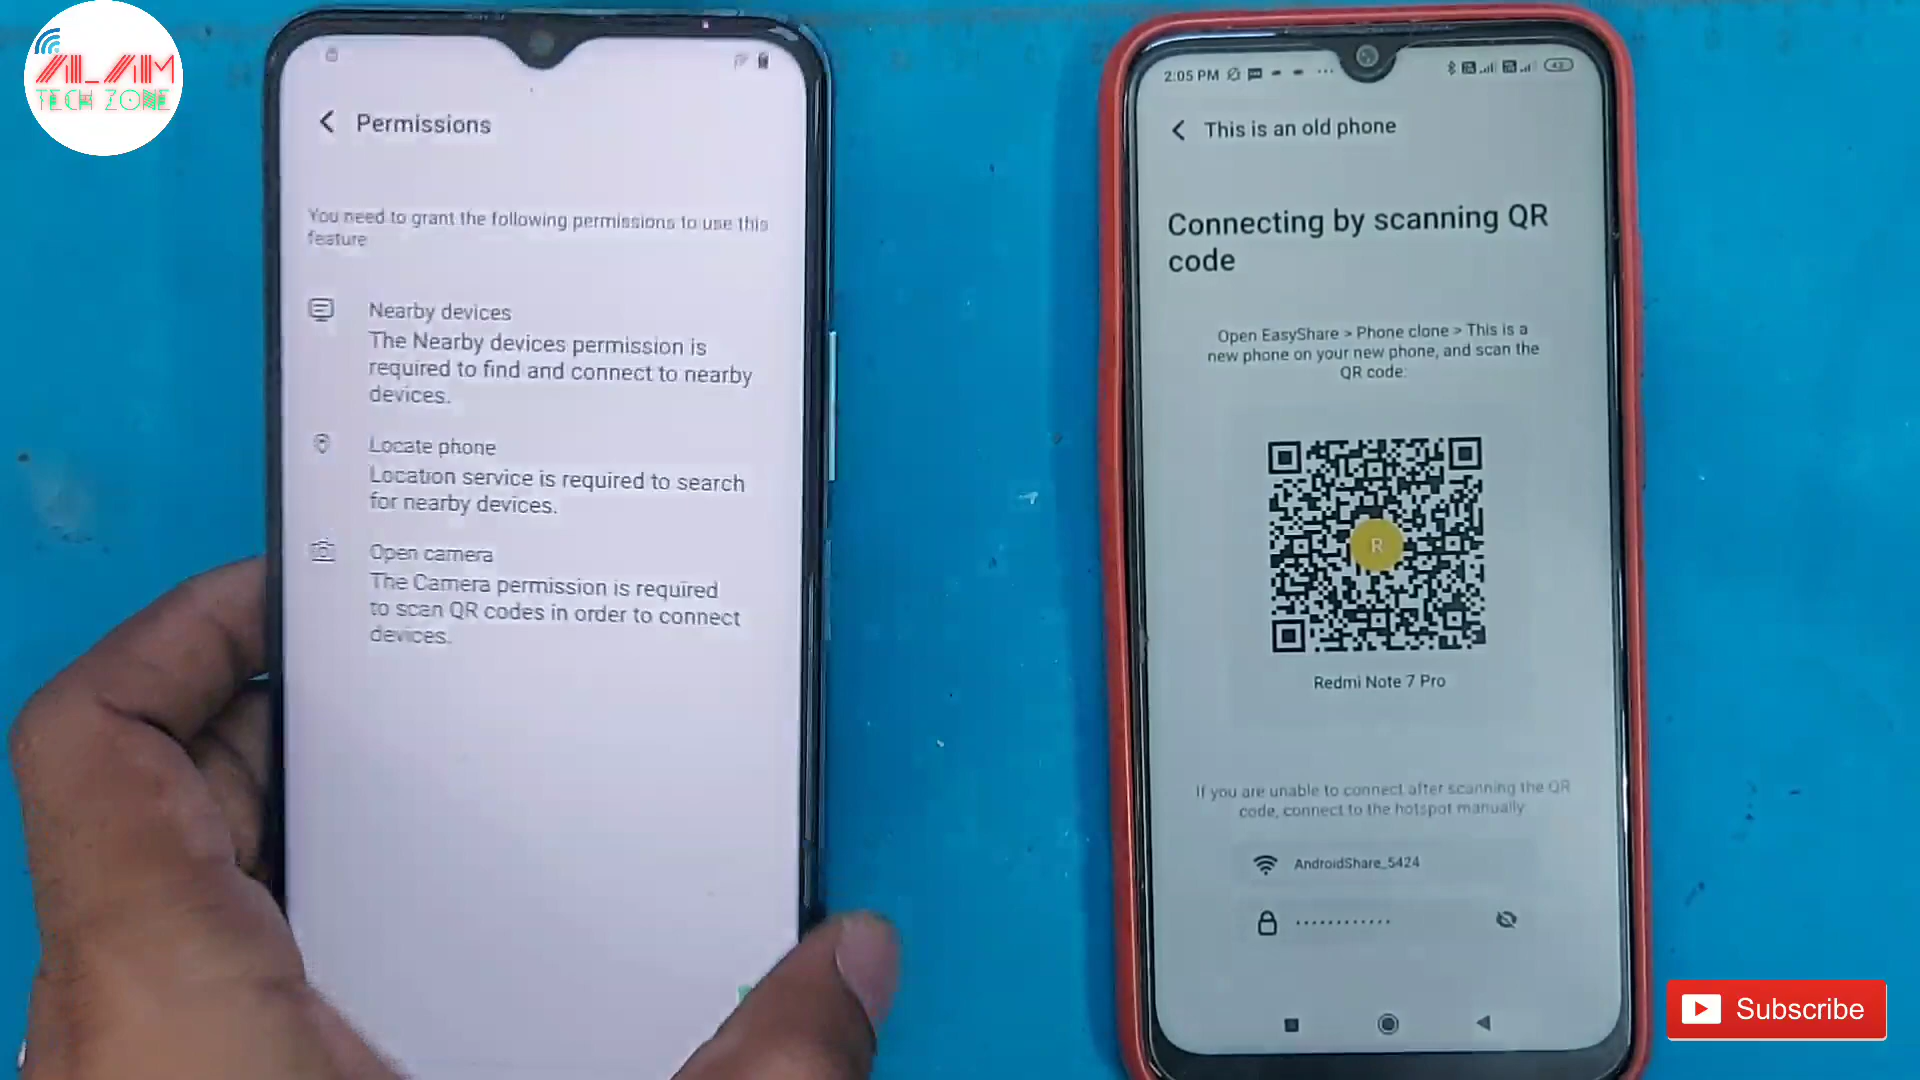 ALAM
TECH ZONE
Permissions
You need to grant the following permissions to use this
feature
Nearby devices
The Nearby devices permission is
required to find and connect to nearby
devices.
Locate phone
Location service is required to search
for nearby devices.
Open camera
The Camera permission is required
to scan QR codes in order to connect
devices.
2:05 PM
This is an old phone
Connecting by scanning QR
code
Open EasyShare > Phone clone > This is a
new phone on your new phone, and scan the
QR code:
R
Redmi Note 7 Pro
If you are unable to connect after scanning the QR
code, connect to the hotspot manually
AndroidShare_5424
............
Subscribe